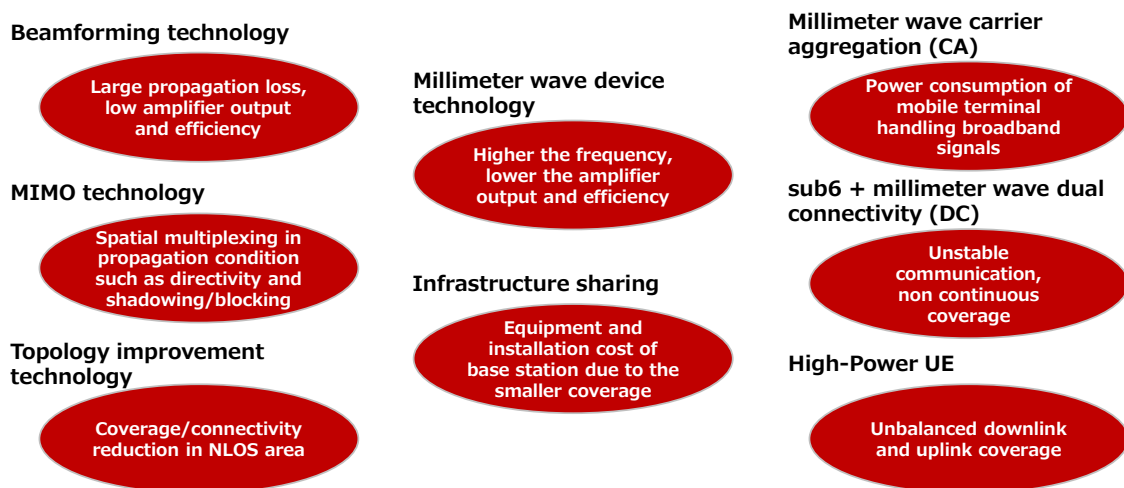 Beamforming technology
Large propagation loss,
low amplifier output
and efficiency
MIMO technology
Spatial multiplexing in
propagation condition
such as directivity and
shadowing/blocking
Topology improvement
technology
Coverage/connectivity
reduction in NLOS area
Millimeter wave device
technology
Higher the frequency,
lower the amplifier
output and efficiency
Infrastructure sharing
Equipment and
installation cost of
base station due to the
smaller coverage
Millimeter wave carrier
aggregation (CA)
Power consumption of
mobile terminal
handling broadband
signals
sub6 + millimeter wave dual
connectivity (DC)
Unstable
communication,
non continuous
coverage
High-Power UE
Unbalanced downlink
and uplink coverage